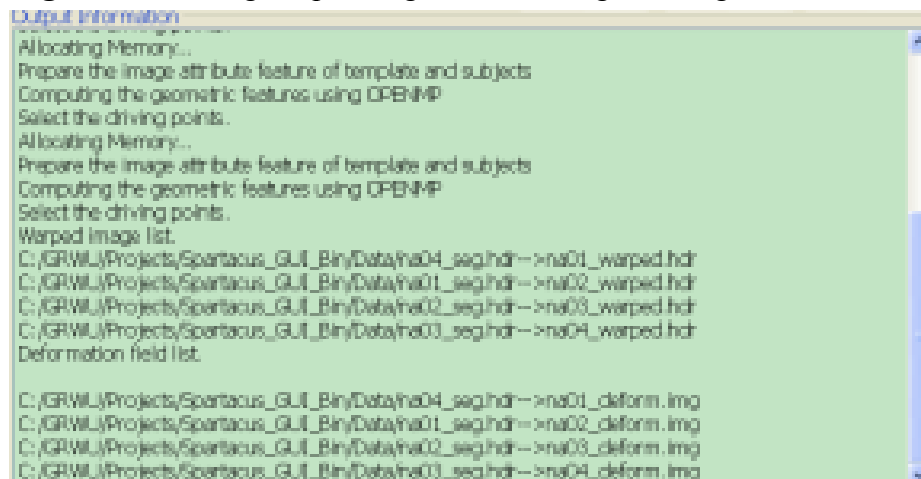 Output Information
Allocating Memory...
Prepare the image attribute feature of template and subjects
Computing the geometric features using OPENMP
Select the driving points.
Allocating Memory...
Prepare the image attribute feature of template and subjects
Computing the geometric features using OPENMP
Select the driving points.
Warped image list.
C:/GRWU/Projects/Spartacus_GUI_Bin/Data/na04_seg.hdr-->na01_warped.hdr
C:/GRWU/Projects/Spartacus_GUI_Bin/Data/na01_seg.hdr-->na02_warped.hdr
C:/GRWU/Projects/Spartacus_GUI_Bin/Data/na02_seg.hdr-->na03_warped.hdr
C:/GRWU/Projects/Spartacus_GUI_Bin/Data/na03_seg.hdr-->na04_warped.hdr
Deformation field list.
C:/GRWU/Projects/Spartacus_GUI_Bin/Data/na04_seg.hdr-->na01_deform.img
C:/GRWU/Projects/Spartacus_GUI_Bin/Data/na01_seg.hdr-->na02_deform.img
C:/GRWU/Projects/Spartacus_GUI_Bin/Data/na02_seg.hdr-->na03_deform.img
C:/GRWU/Projects/Spartacus_GUI_Bin/Data/na03_seg.hdr-->na04_deform.img